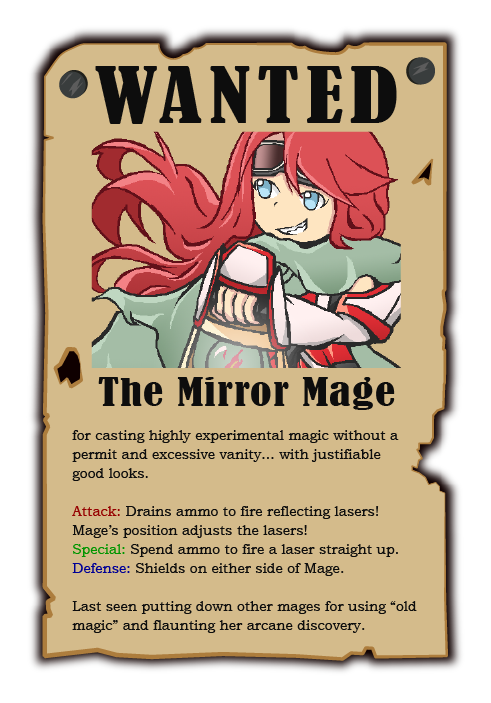 WANTED
The Mirror Mage
for casting highly experimental magic without a
permit and excessive vanity... with justifiable
good looks.
Attack: Drains ammo to fire reflecting lasers!
Mage's position adjusts the lasers!
Special: Spend ammo to fire a laser straight up.
Defense: Shields on either side of Mage.
Last seen putting down other mages for using “old
magic” and flaunting her arcane discovery.